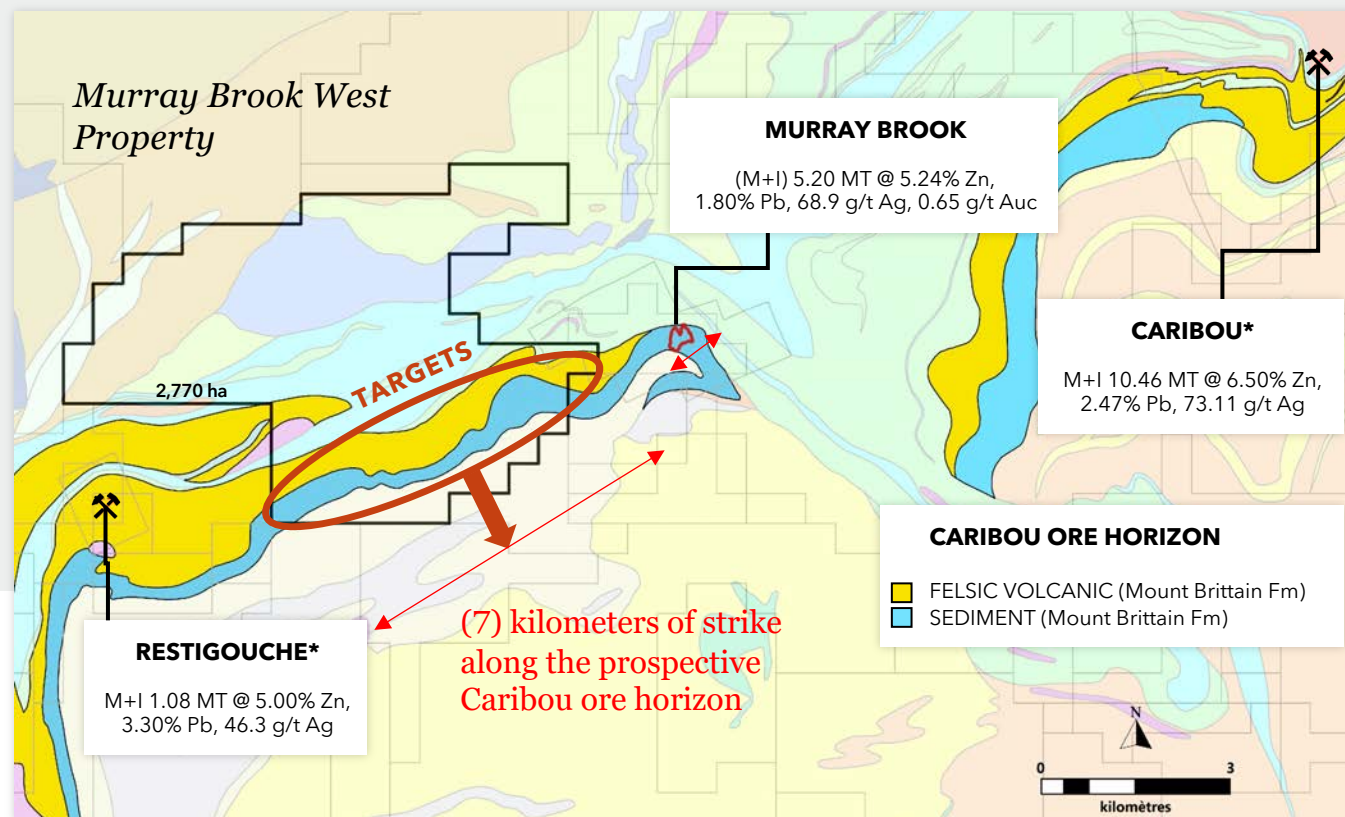 Murray Brook West
Property
MURRAY BROOK
(M+I) 5.20 MT @ 5.24% Zn,
1.80% Pb, 68.9 g/t Ag, 0.65 g/t Auc
CARIBOU*
M+I 10.46 MT @ 6.50% Zn,
2.47% Pb, 73.11 g/t Ag
TARGETS
2,770 ha
CARIBOU ORE HORIZON
FELSIC VOLCANIC (Mount Brittain Fm)
SEDIMENT (Mount Brittain Fm)
(7) kilometers of strike
along the prospective
Caribou ore horizon
RESTIGOUCHE*
M+I 1.08 MT @ 5.00% Zn,
3.30% Pb, 46.3 g/t Ag
N
0 3
kilomètres